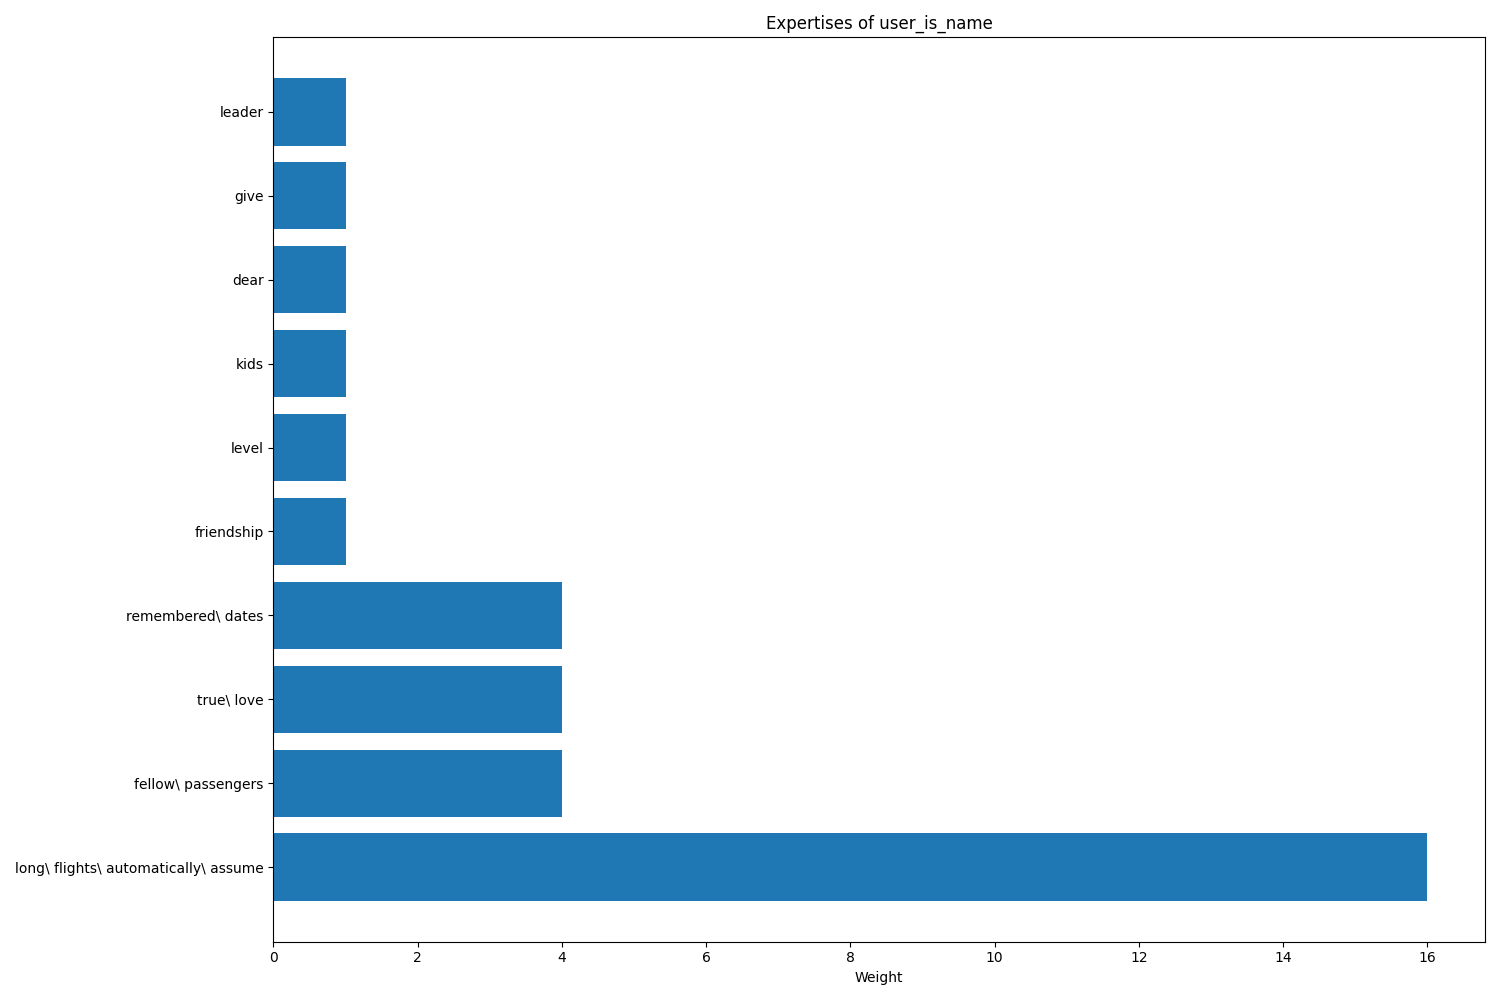 Expertises of user_is_name
leader
give
dear
kids
level
friendship
remembered\ dates
true\ love
fellow\ passengers
long\ flights\ automatically\ assume
0 2 4 6 8 10 12 14 16
Weight